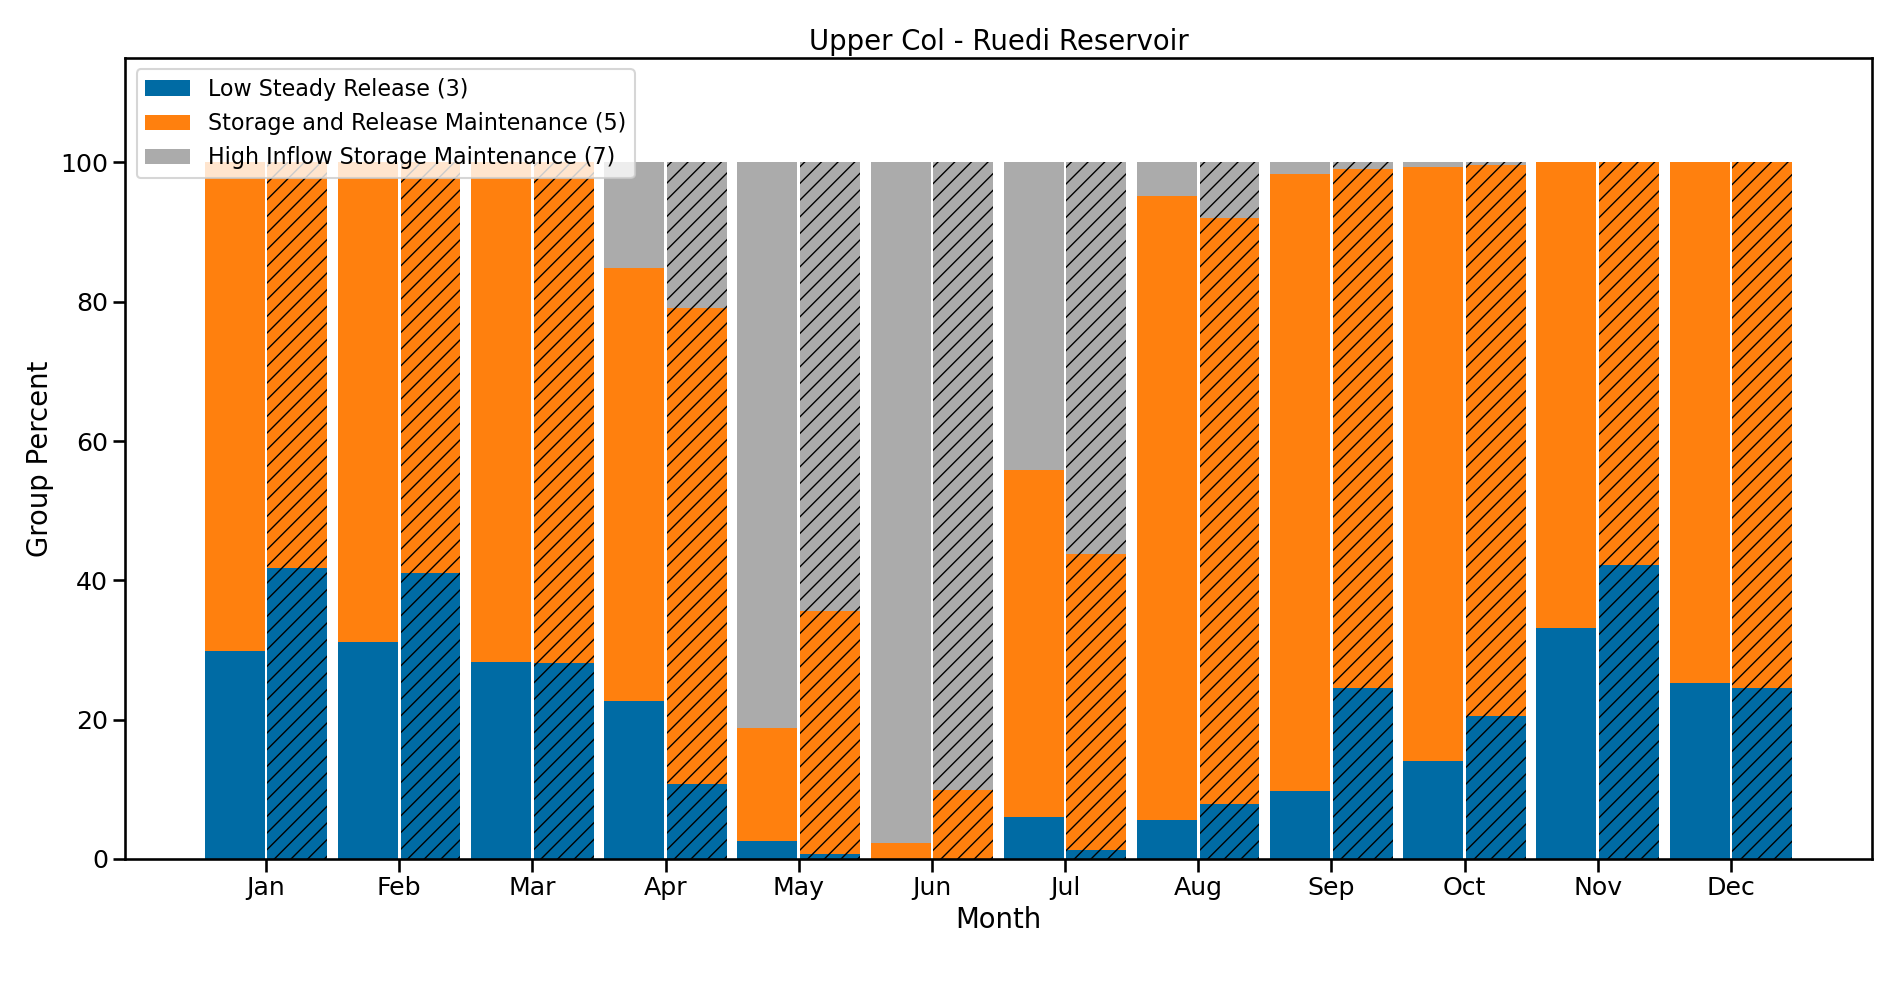 Upper Col - Ruedi Reservoir
Low Steady Release (3)
Storage and Release Maintenance (5)
High Inflow Storage Maintenance (7)
100
80
60
40
20
0
Group Percent
Jan Feb Mar Apr May Jun Jul Aug Sep Oct Nov Dec
Month